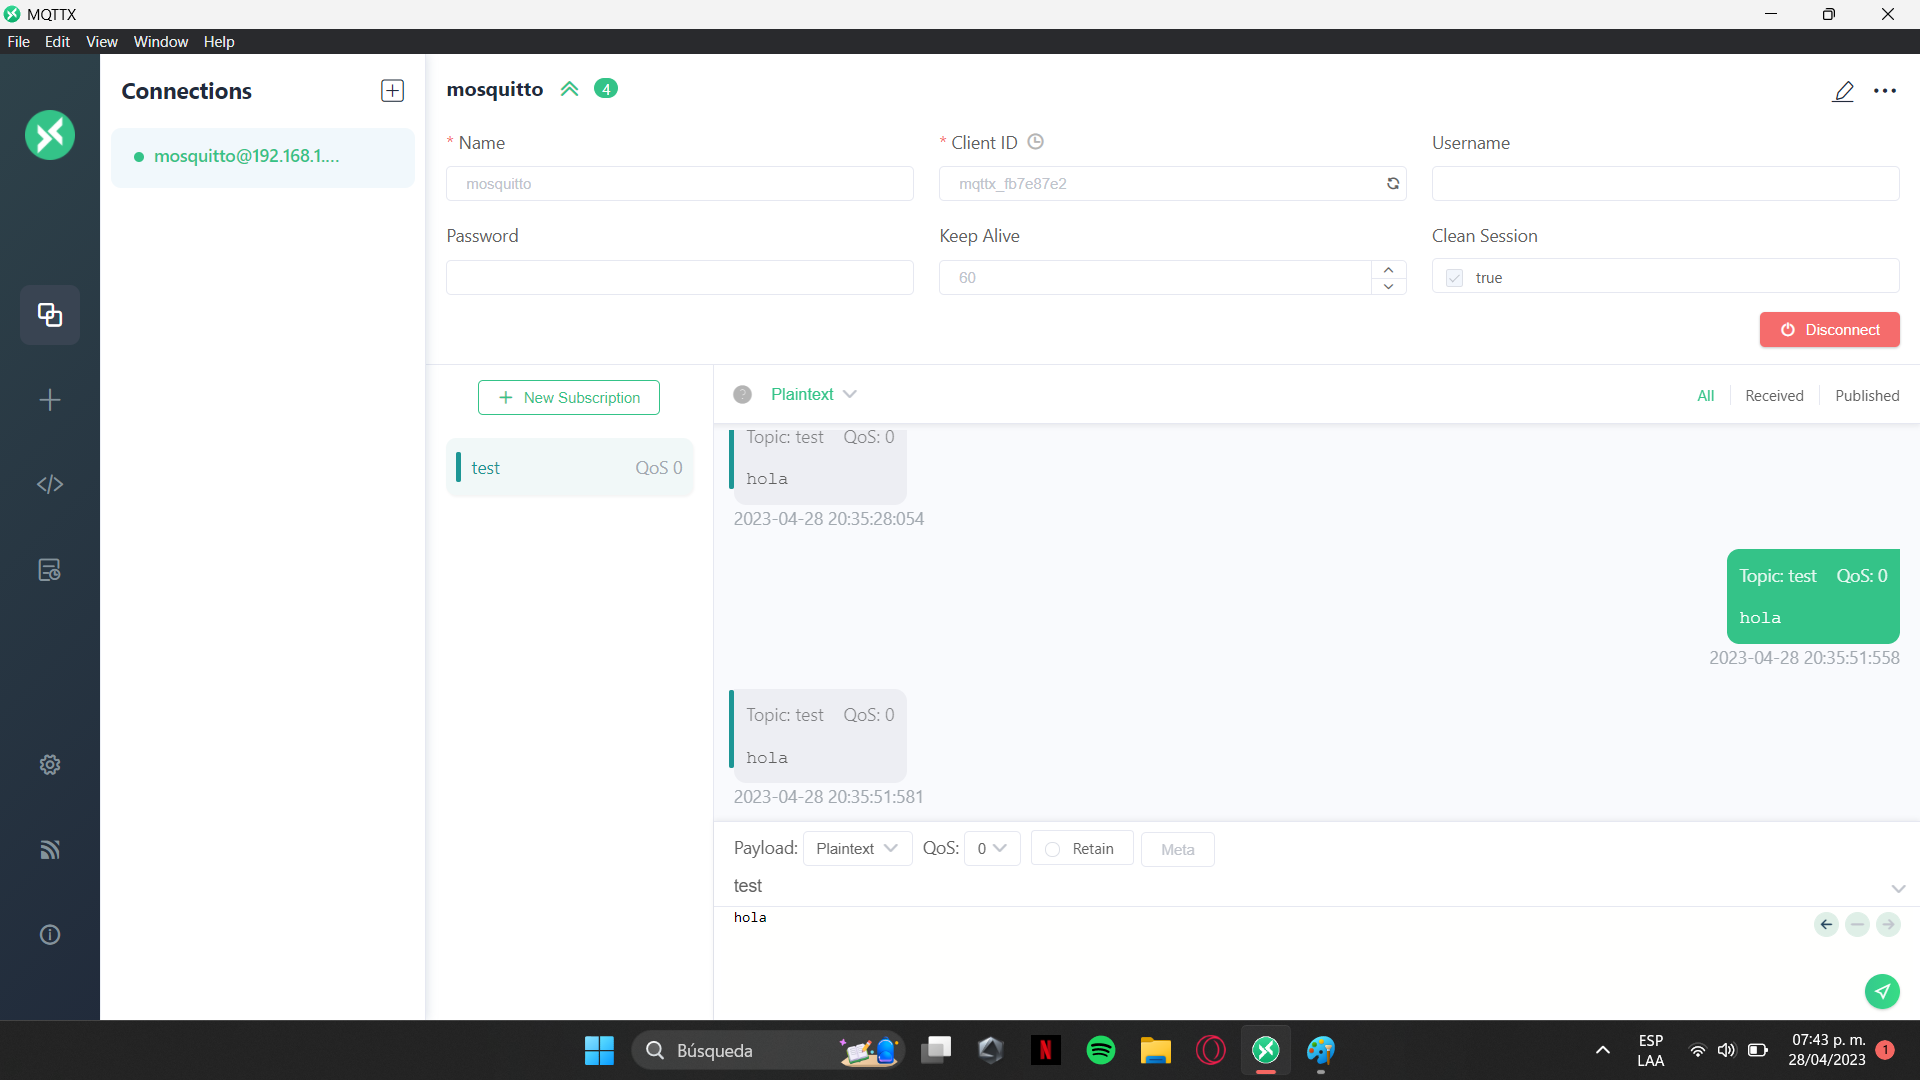 MQTTX
File Edit View Window Help
Connections
mosquitto@192.168.1....
mosquitto 4
* Name
mosquitto
* Client ID
mqttx_fb7e87e2
Username
Password
Keep Alive
60
Clean Session
true
Disconnect
New Subscription
test QoS 0
? Plaintext
All Received Published
Topic: test QoS: 0
hola
2023-04-28 20:35:28:054
Topic: test QoS: 0
hola
2023-04-28 20:35:51:558
Topic: test QoS: 0
hola
2023-04-28 20:35:51:581
Payload: Plaintext QoS: 0 Retain Meta
test
hola
Búsqueda
N
ESP
LAA
07:43 p. m.
28/04/2023
1